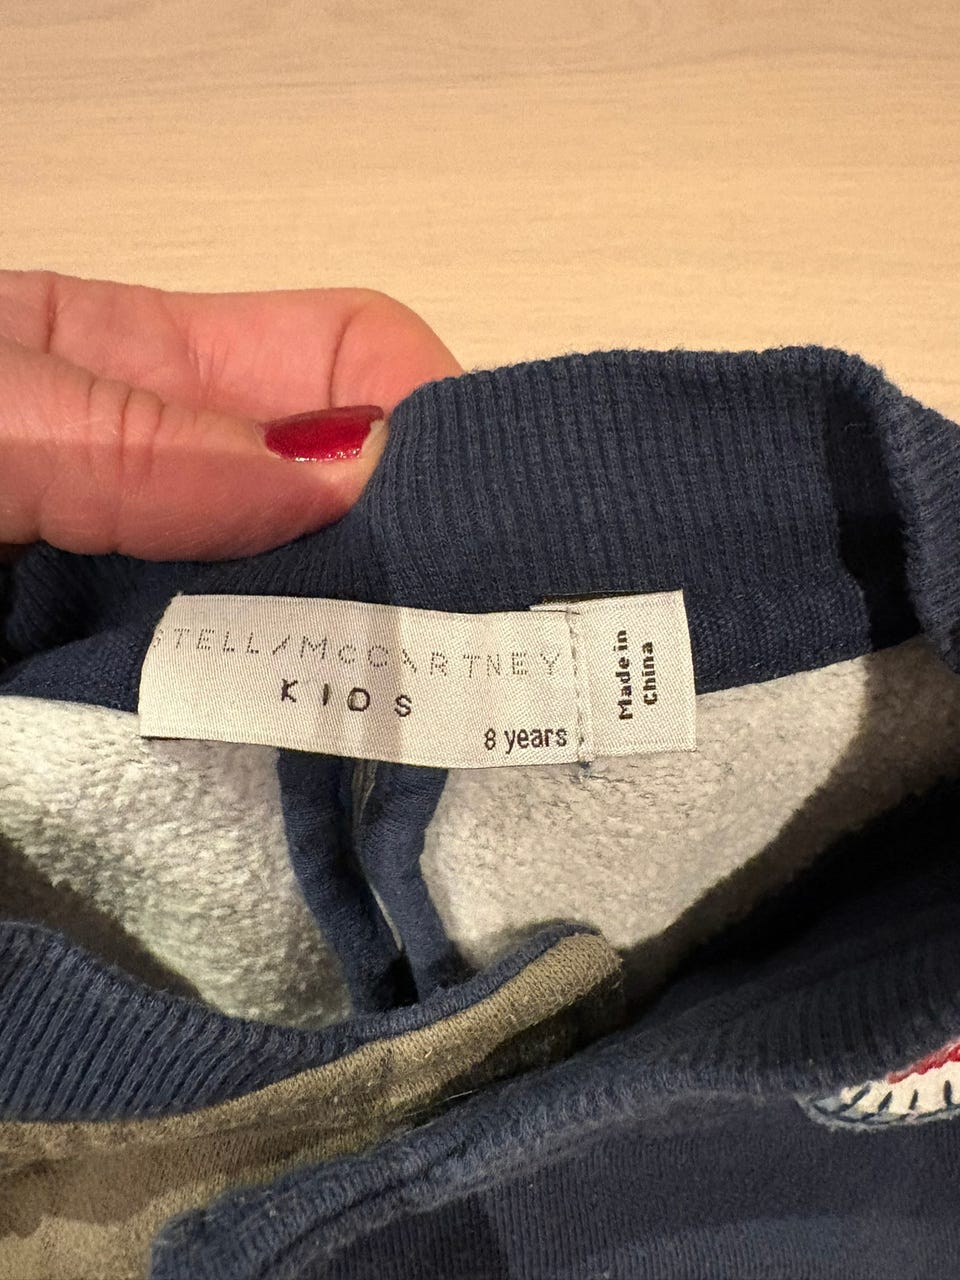 STELLA McCARTNEY
KIDS
8 years
Made in
China